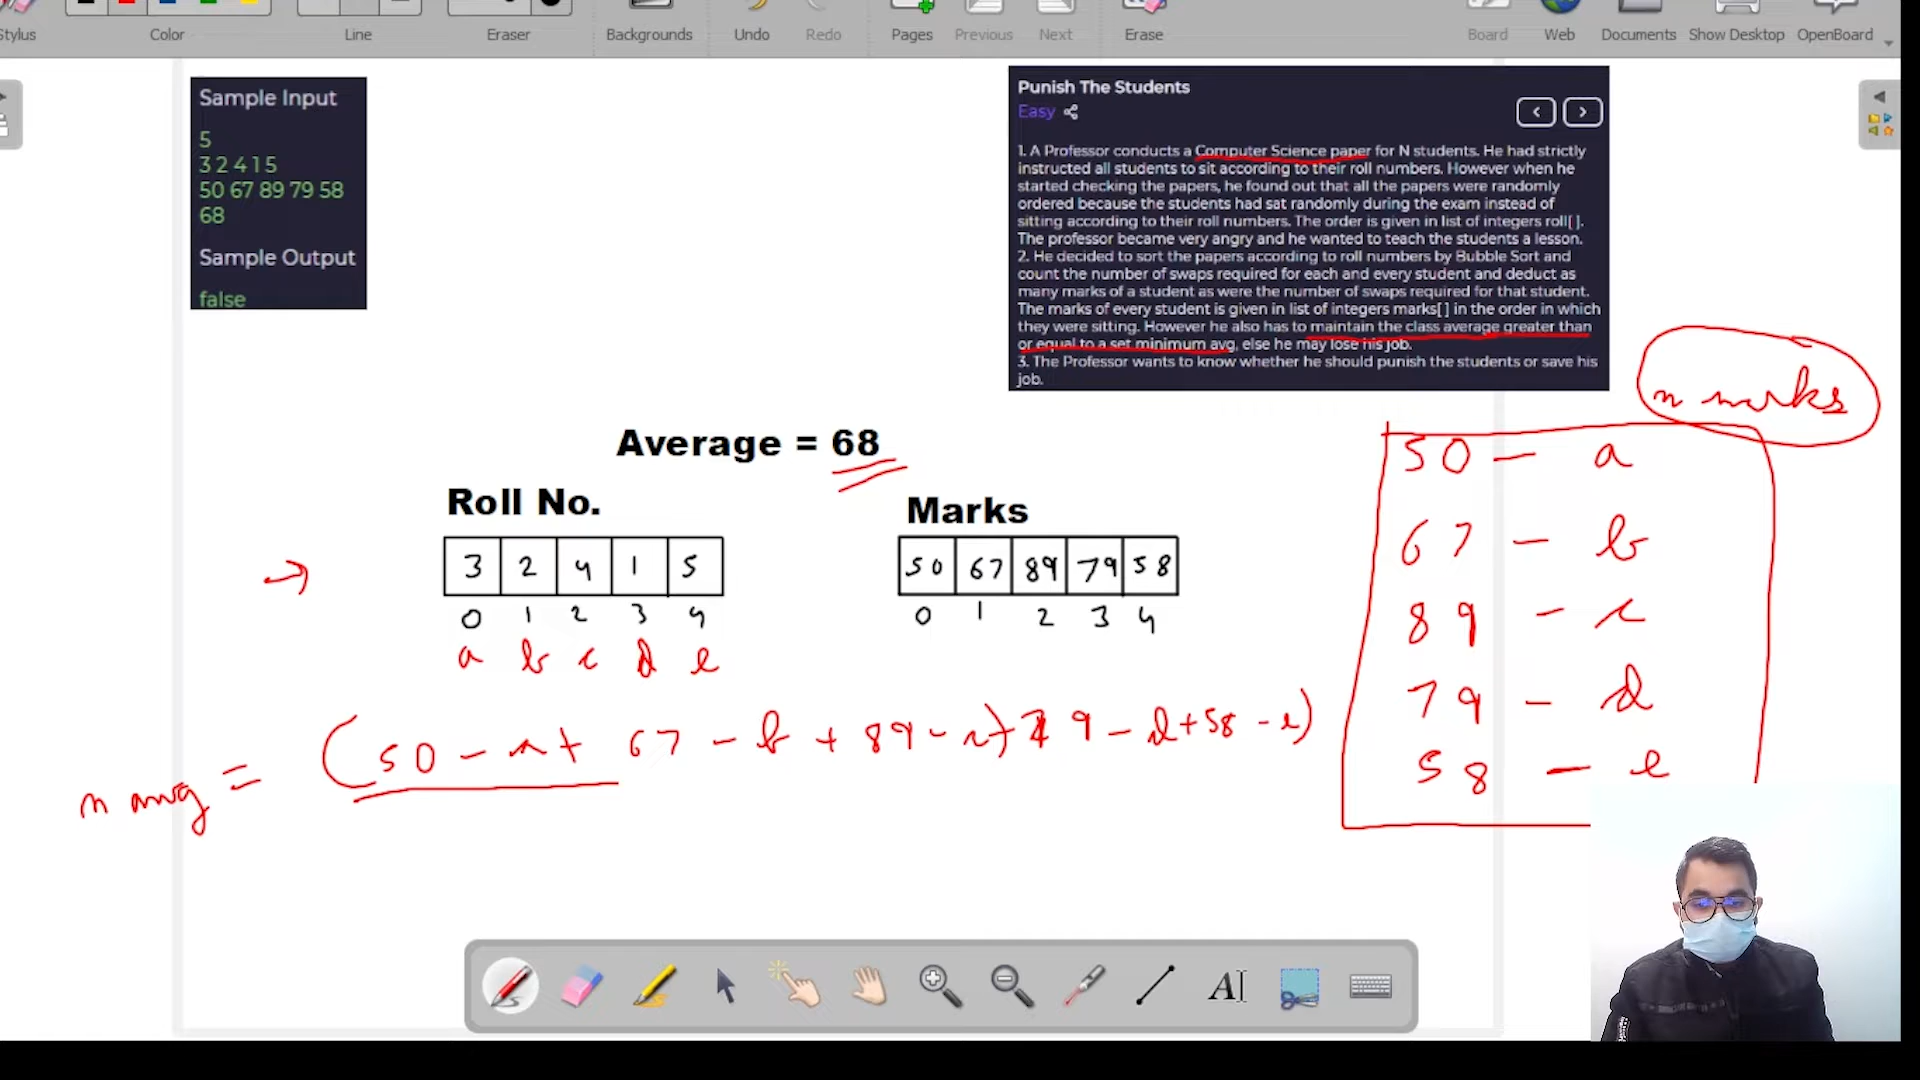 Stylus
Color
Line
Eraser
Backgrounds
Undo
Redo
Pages
Previous
Next
Erase
Board
Web
Documents
Show Desktop
OpenBoard
Sample Input
5
3 2 4 1 5
50 67 89 79 58
68
Sample Output
false
Punish The Students
Easy
1. A Professor conducts a Computer Science paper for N students. He had strictly
instructed all students to sit according to their roll numbers. However when he
started checking the papers, he found out that all the papers were randomly
ordered because the students had sat randomly during the exam instead of
sitting according to their roll numbers. The order is given in list of integers roll[ ].
The professor became very angry and he wanted to teach the students a lesson.
2. He decided to sort the papers according to roll numbers by Bubble Sort and
count the number of swaps required for each and every student and deduct as
many marks of a student as were the number of swaps required for that student.
The marks of every student is given in list of integers marks[ ] in the order in which
they were sitting. However he also has to maintain the class average greater than
or equal to a set minimum avg, else he may lose his job.
3. The Professor wants to know whether he should punish the students or save his
job.
n marks
Average = 68
Roll No.
3 2 4 1 5
0 1 2 3 4
a b c d e
Marks
50 67 89 79 58
0 1 2 3 4
50 - a
67 - b
89 - c
79 - d
58 - e
n avg = (50 - a + 67 - b + 89 - c) + 79 - d + 58 - e)
AI